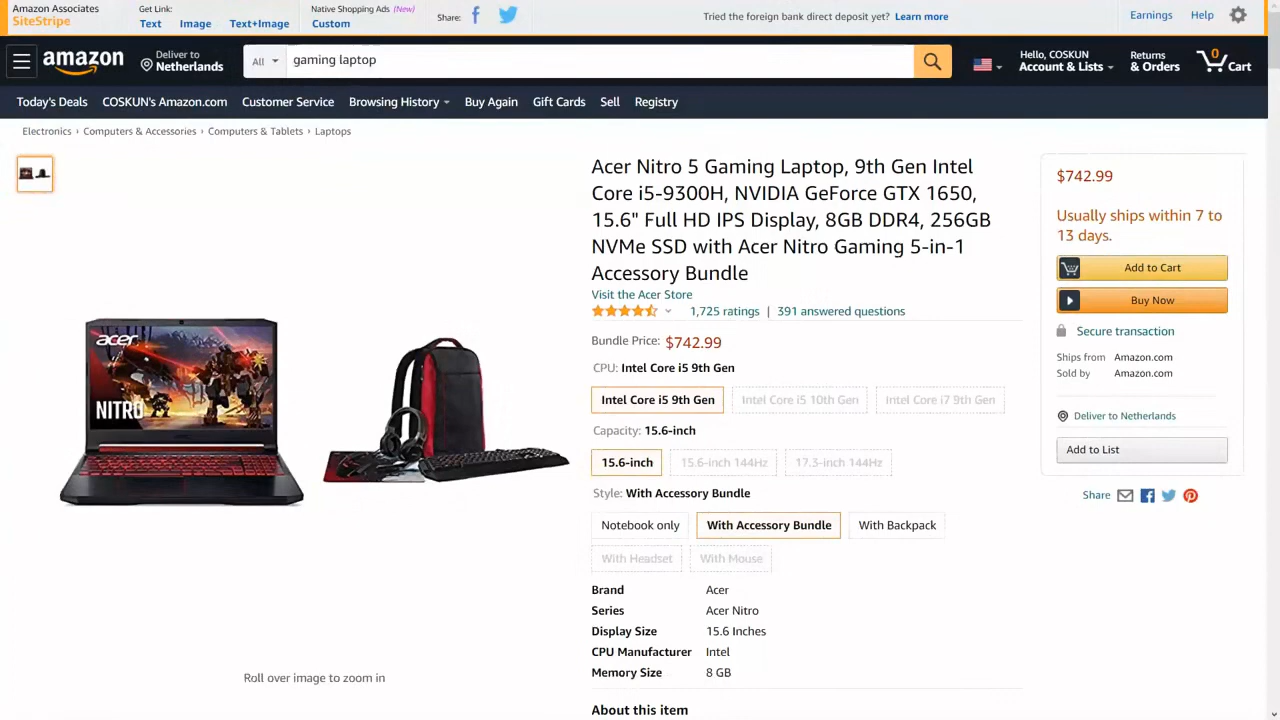 Amazon Associates
SiteStripe
Get Link:
Text Image Text+Image
Native Shopping Ads (New)
Custom
Share:
Tried the foreign bank direct deposit yet? Learn more
Earnings Help
amazon
Deliver to
Netherlands
All
gaming laptop
Hello, COSKUN
Account & Lists
Returns
& Orders
0
Cart
Today's Deals COSKUN's Amazon.com Customer Service Browsing History Buy Again Gift Cards Sell Registry
Electronics › Computers & Accessories › Computers & Tablets › Laptops
acer
NITRO
Roll over image to zoom in
Acer Nitro 5 Gaming Laptop, 9th Gen Intel
Core i5-9300H, NVIDIA GeForce GTX 1650,
15.6" Full HD IPS Display, 8GB DDR4, 256GB
NVMe SSD with Acer Nitro Gaming 5-in-1
Accessory Bundle
Visit the Acer Store
1,725 ratings | 391 answered questions
Bundle Price: $742.99
CPU: Intel Core i5 9th Gen
Intel Core i5 9th Gen Intel Core i5 10th Gen Intel Core i7 9th Gen
Capacity: 15.6-inch
15.6-inch 15.6-inch 144Hz 17.3-inch 144Hz
Style: With Accessory Bundle
Notebook only With Accessory Bundle With Backpack
With Headset With Mouse
Brand Acer
Series Acer Nitro
Display Size 15.6 Inches
CPU Manufacturer Intel
Memory Size 8 GB
About this item
$742.99
Usually ships within 7 to
13 days.
Add to Cart
Buy Now
Secure transaction
Ships from Amazon.com
Sold by Amazon.com
Deliver to Netherlands
Add to List
Share